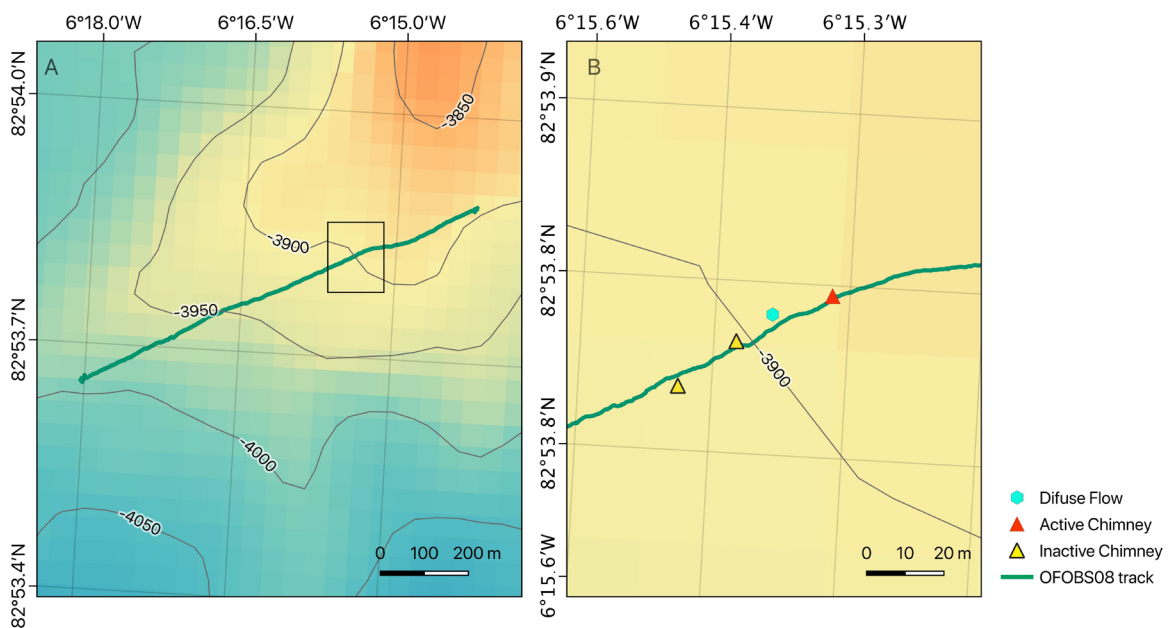 6°18.0′W 6°16.5′W 6°15.0′W
A
82°54.0′N
82°53.7′N
82°53.4′N
-3850
-3900
-3950
-4000
-4050
0 100 200 m
6°15.6′W 6°15.4′W 6°15.3′W
B
82°53.9′N
82°53.8′N
82°53.8′N
6°15.6′W
-3900
0 10 20 m
Difuse Flow
Active Chimney
Inactive Chimney
OFOBS08 track